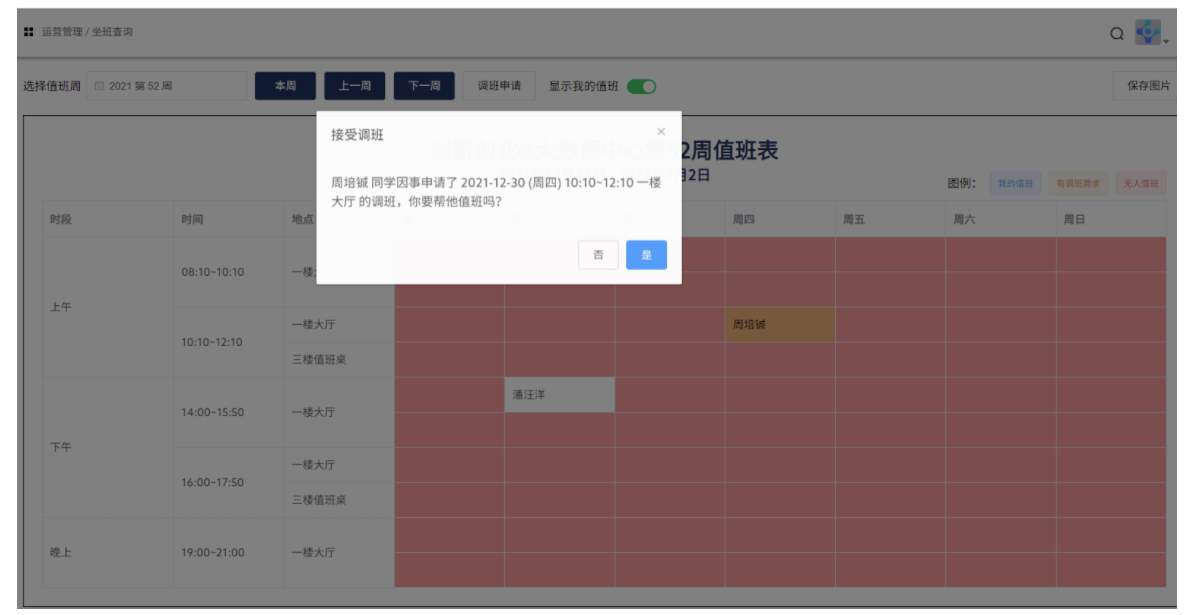 运营管理 / 坐班查询
选择值班周 2021 第 52 周 本周 上一周 下一周 调班申请 显示我的值班 保存图片
接受调班 ×
周培铖 同学因事申请了 2021-12-30 (周四) 10:10~12:10 一楼
大厅 的调班，你要帮他值班吗?
否 是
2周值班表
月2日
图例: 我的值班 有调班需求 无人值班
时段 时间 地点 周四 周五 周六 周日
上午 08:10~10:10 一楼
10:10~12:10 一楼大厅 周培铖
三楼值班桌
潘汪洋
下午 14:00~15:50 一楼大厅
16:00~17:50 一楼大厅
三楼值班桌
晚上 19:00~21:00 一楼大厅